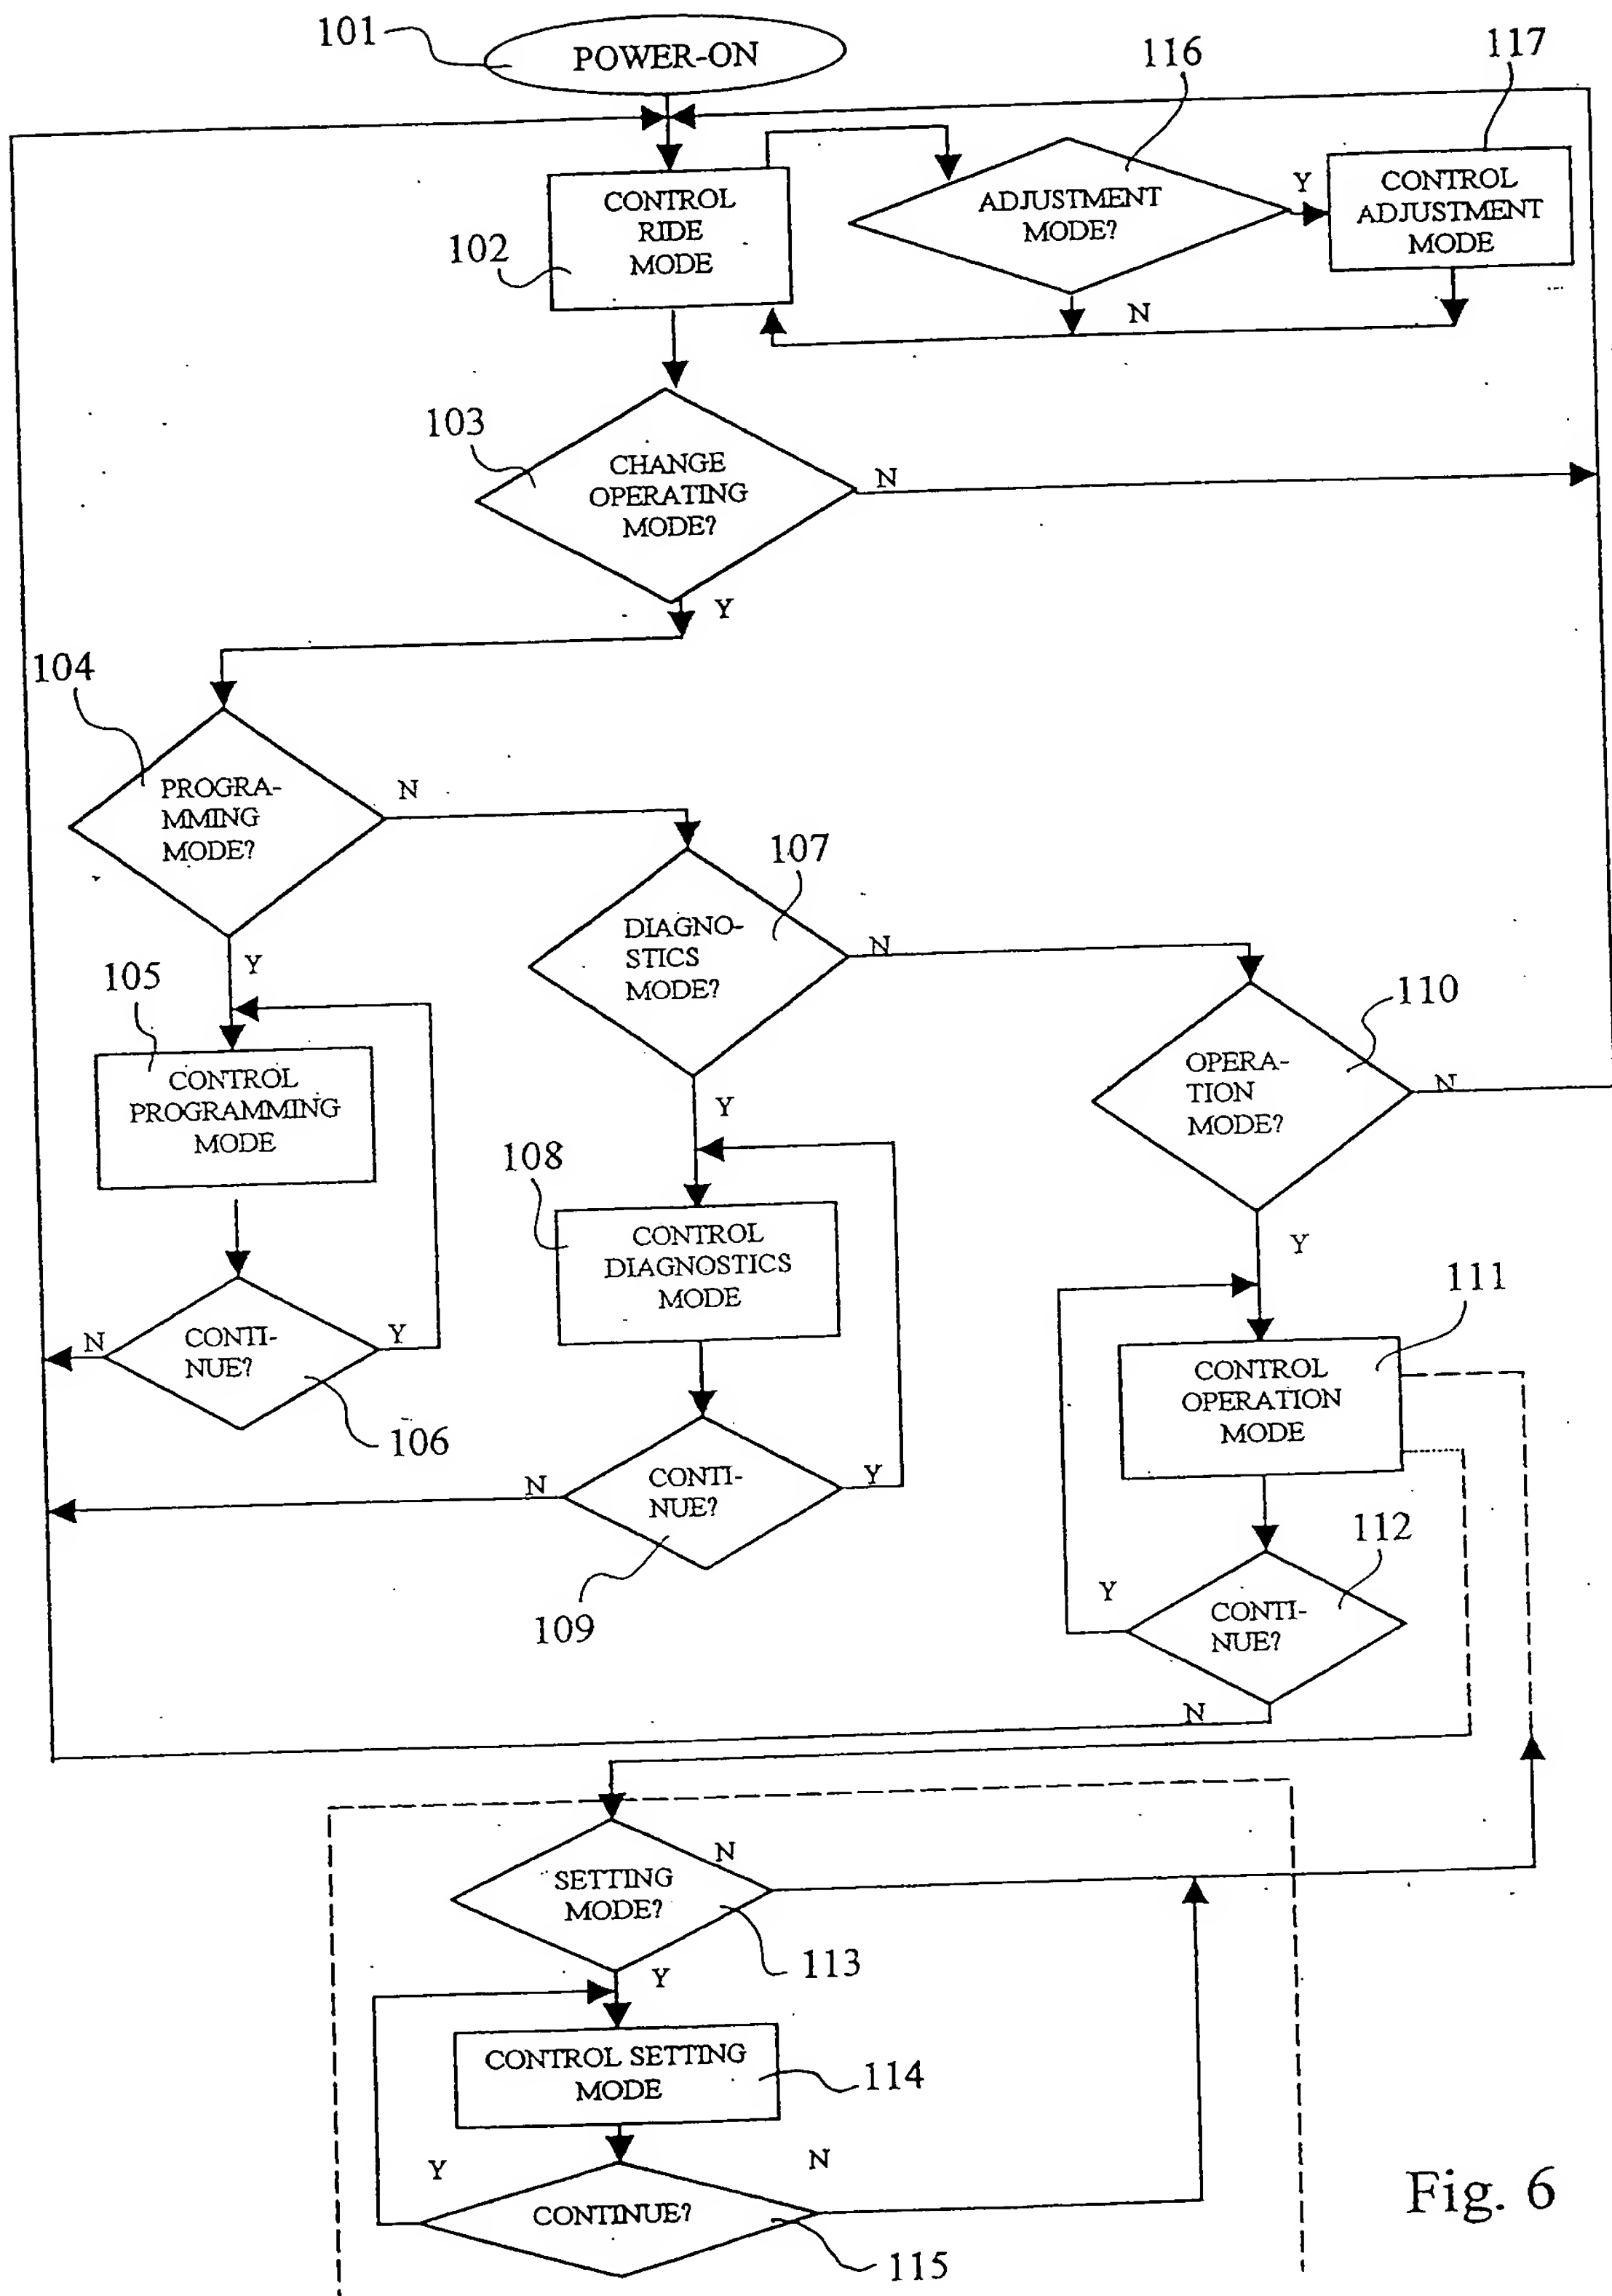 101
POWER-ON
116
117
CONTROL
RIDE
MODE
102
ADJUSTMENT
MODE?
Y
CONTROL
ADJUSTMENT
MODE
N
103
CHANGE
OPERATING
MODE?
N
Y
104
PROGRA-
MMING
MODE?
N
Y
107
DIAGNO-
STICS
MODE?
N
Y
110
OPERA-
TION
MODE?
N
Y
105
CONTROL
PROGRAMMING
MODE
N
CONTI-
NUE?
Y
106
108
CONTROL
DIAGNOSTICS
MODE
N
CONTI-
NUE?
Y
109
111
CONTROL
OPERATION
MODE
112
Y
CONTI-
NUE?
N
SETTING
MODE?
N
113
Y
CONTROL SETTING
MODE
114
Y
N
CONTINUE?
115
Fig. 6